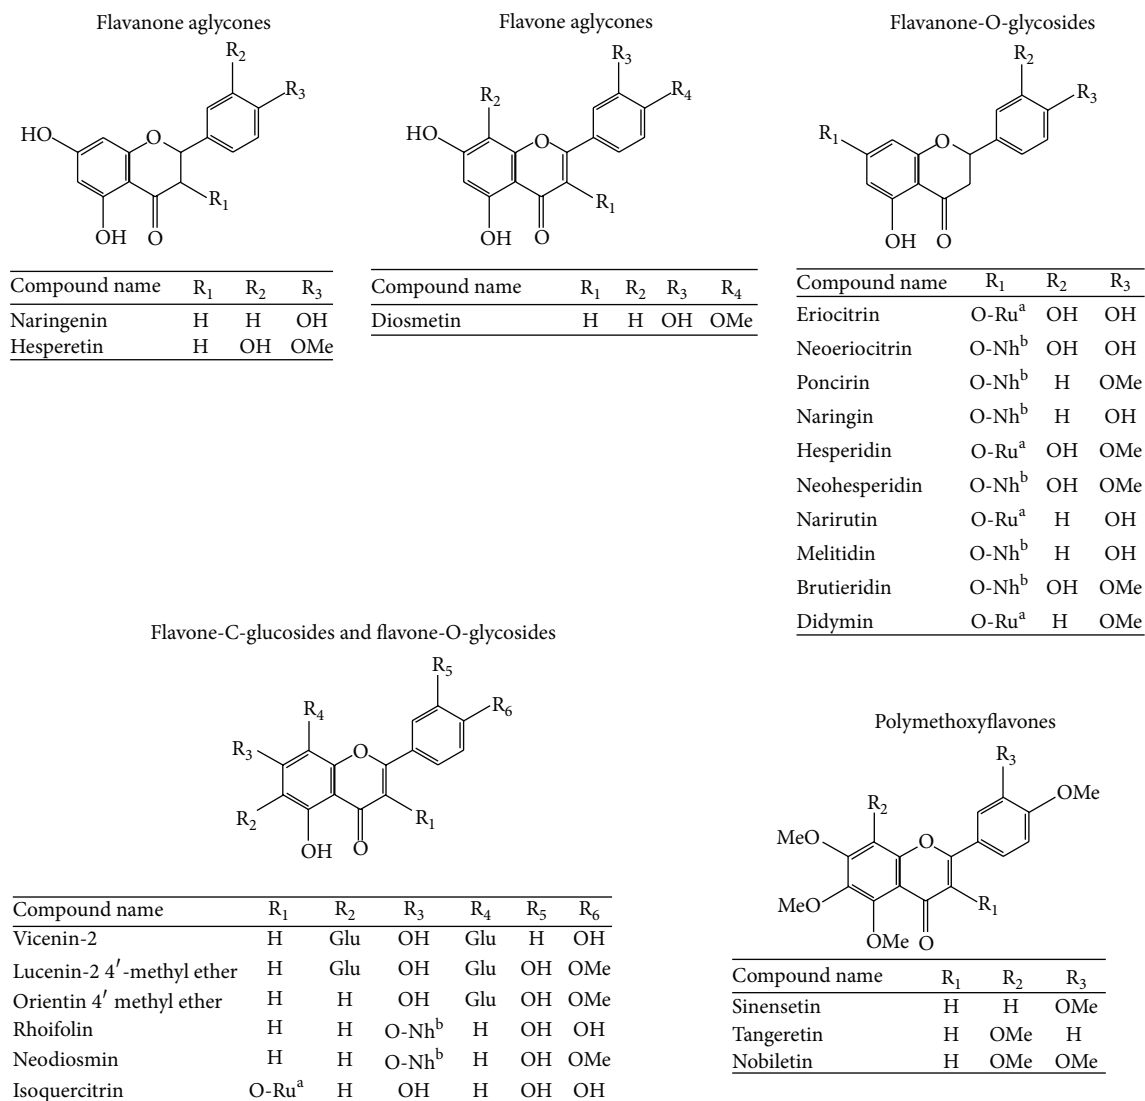 Flavanone aglycones
R2
R3
HO
O
R1
OH
O
Compound name R1 R2 R3
Naringenin H H OH
Hesperetin H OH OMe
Flavone aglycones
R3
R2
R4
HO
O
R1
OH
O
Compound name R1 R2 R3 R4
Diosmetin H H OH OMe
Flavanone-O-glycosides
R2
R3
R1
O
OH
O
Compound name R1 R2 R3
Eriocitrin O-Ruᵃ OH OH
Neoeriocitrin O-Nhᵇ OH OH
Poncirin O-Nhᵇ H OMe
Naringin O-Nhᵇ H OH
Hesperidin O-Ruᵃ OH OMe
Neohesperidin O-Nhᵇ OH OMe
Narirutin O-Ruᵃ H OH
Melitidin O-Nhᵇ H OH
Brutieridin O-Nhᵇ OH OMe
Didymin O-Ruᵃ H OMe
Flavone-C-glucosides and flavone-O-glycosides
R5
R4
R6
R3
O
R2
R1
OH
O
Compound name R1 R2 R3 R4 R5 R6
Vicenin-2 H Glu OH Glu H OH
Lucenin-2 4′-methyl ether H Glu OH Glu OH OMe
Orientin 4′ methyl ether H H OH Glu OH OMe
Rhoifolin H H O-Nhᵇ H OH OH
Neodiosmin H H O-Nhᵇ H OH OMe
Isoquercitrin O-Ruᵃ H OH H OH OH
Polymethoxyflavones
R3
OMe
R2
MeO
O
MeO
R1
OMe
O
Compound name R1 R2 R3
Sinensetin H H OMe
Tangeretin H OMe H
Nobiletin H OMe OMe